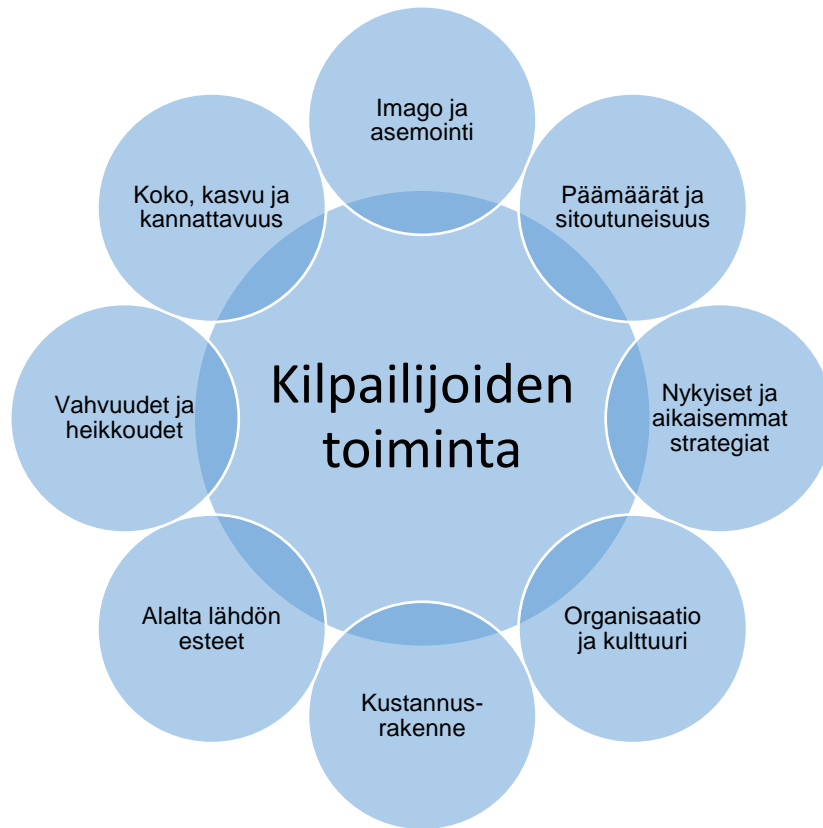 Imago ja
asemointi
Päämäärät ja
sitoutuneisuus
Nykyiset ja
aikaisemmat
strategiat
Organisaatio
ja kulttuuri
Kustannus-
rakenne
Alalta lähdön
esteet
Vahvuudet ja
heikkoudet
Koko, kasvu ja
kannattavuus
Kilpailijoiden
toiminta